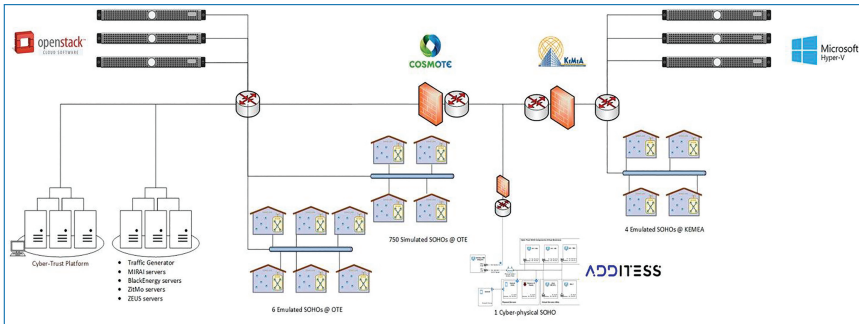 openstack
CLOUD SOFTWARE
COSMOTE
KEMEA
Microsoft
Hyper-V
750 Simulated SOHOs @ OTE
4 Emulated SOHOs @ KEMEA
Cyber-Trust Platform
• Traffic Generator
• MIRAI servers
• BlackEnergy servers
• ZitMo servers
• ZEUS servers
6 Emulated SOHOs @ OTE
ADDITESS
1 Cyber-physical SOHO